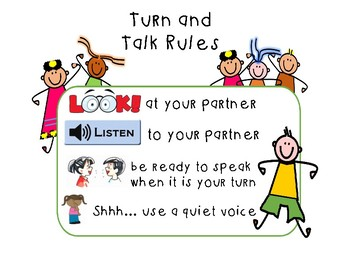 Turn and
Talk Rules
LOOK! at your partner
LISTEN to your partner
be ready to speak
when it is your turn
Shhh... use a quiet voice